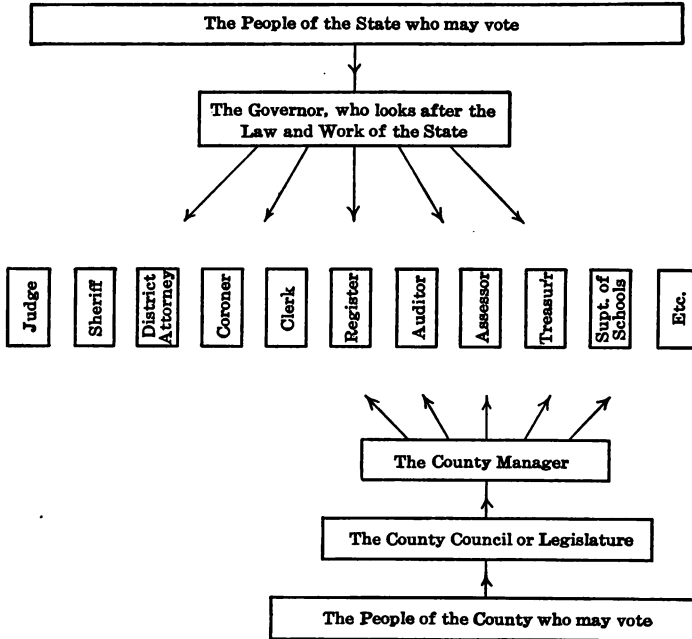 The People of the State who may vote
The Governor, who looks after the
Law and Work of the State
Judge
Sheriff
District
Attorney
Coroner
Clerk
Register
Auditor
Assessor
Treasur'r
Supt. of
Schools
Etc.
The County Manager
The County Council or Legislature
The People of the County who may vote